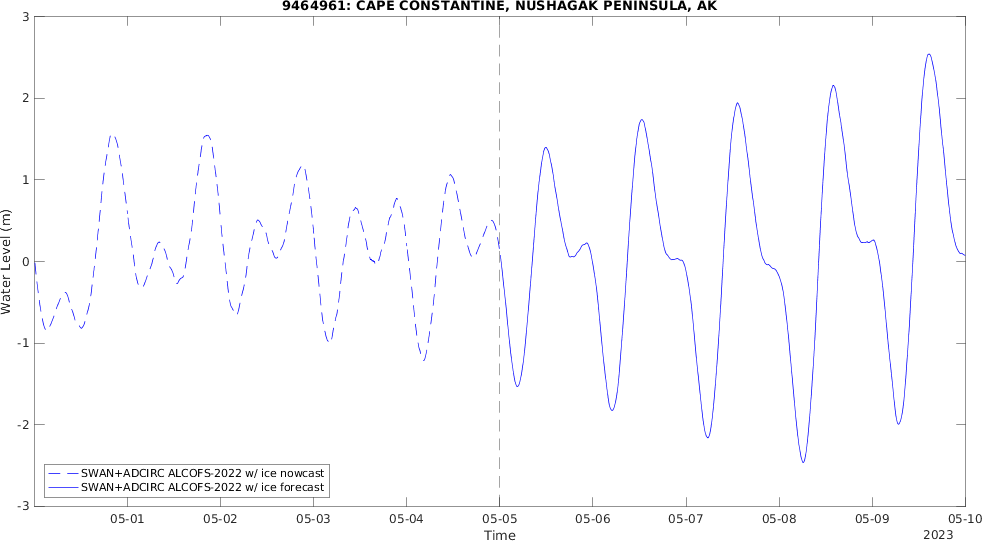 9464961: CAPE CONSTANTINE, NUSHAGAK PENINSULA, AK
3
2
1
0
-1
-2
-3
Water Level (m)
SWAN+ADCIRC ALCOFS-2022 w/ ice nowcast
SWAN+ADCIRC ALCOFS-2022 w/ ice forecast
05-01 05-02 05-03 05-04 05-05 05-06 05-07 05-08 05-09 05-10
Time
2023